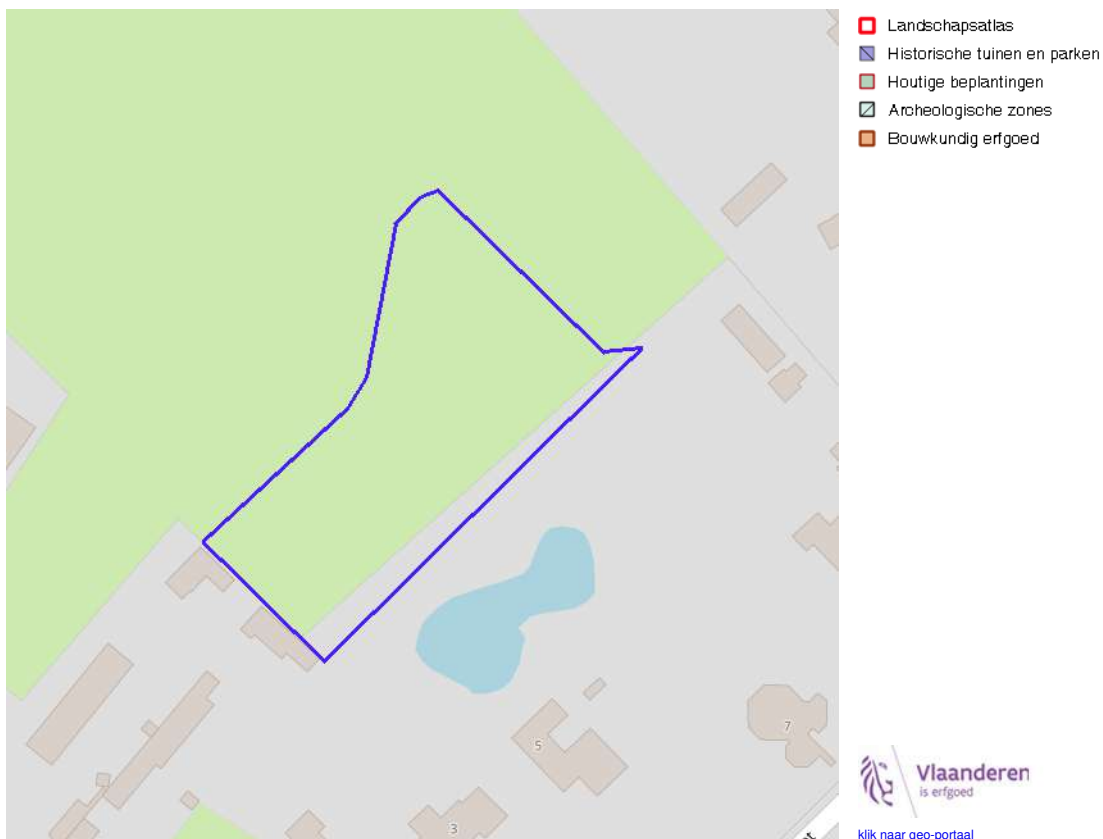 Landschapsatlas
Historische tuinen en parken
Houtige beplantingen
Archeologische zones
Bouwkundig erfgoed
7
5
3
Vlaanderen
is erfgoed
klik naar geo-portaal